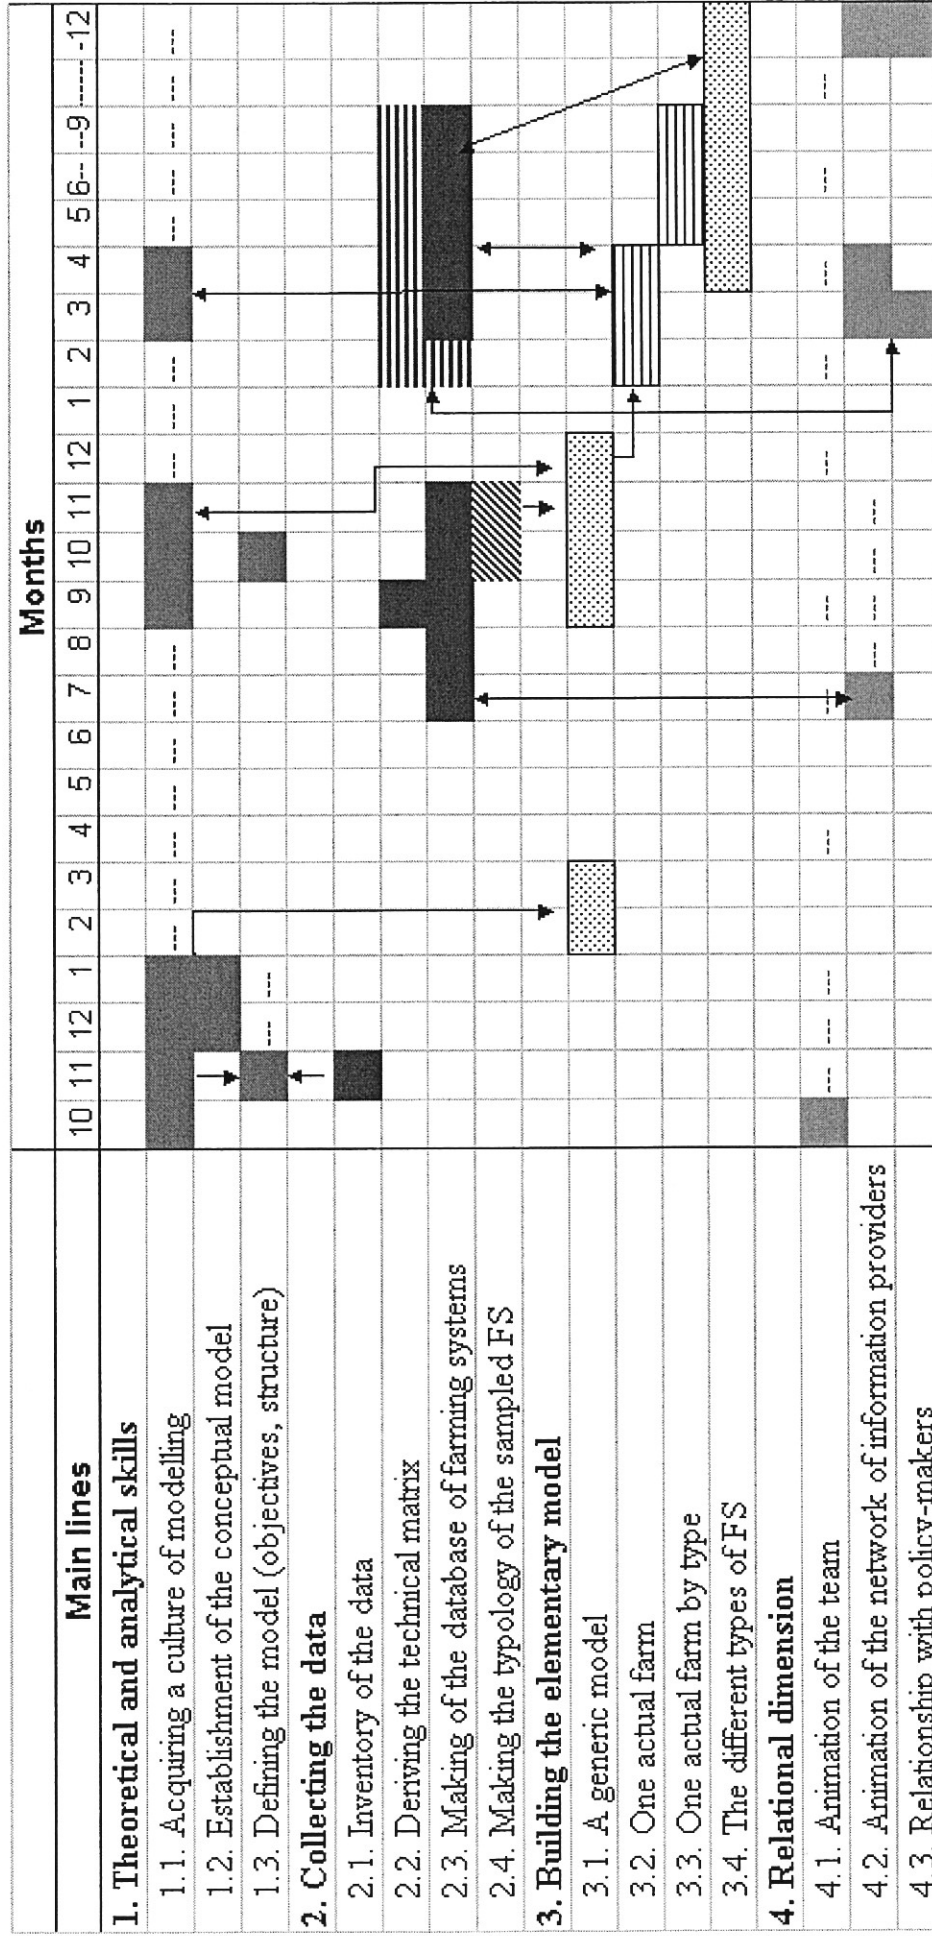 Months
Main lines
10 11 12 1 2 3 4 5 6 7 8 9 10 11 12 1 2 3 4 5 6-- --9 ------ -12
1. Theoretical and analytical skills
1.1. Acquiring a culture of modelling
1.2. Establishment of the conceptual model
1.3. Defining the model (objectives, structure)
2. Collecting the data
2.1. Inventory of the data
2.2. Deriving the technical matrix
2.3. Making of the database of farming systems
2.4. Making the typology of the sampled FS
3. Building the elementary model
3.1. A generic model
3.2. One actual farm
3.3. One actual farm by type
3.4. The different types of FS
4. Relational dimension
4.1. Animation of the team
4.2. Animation of the network of information providers
4.3. Relationship with policy-makers